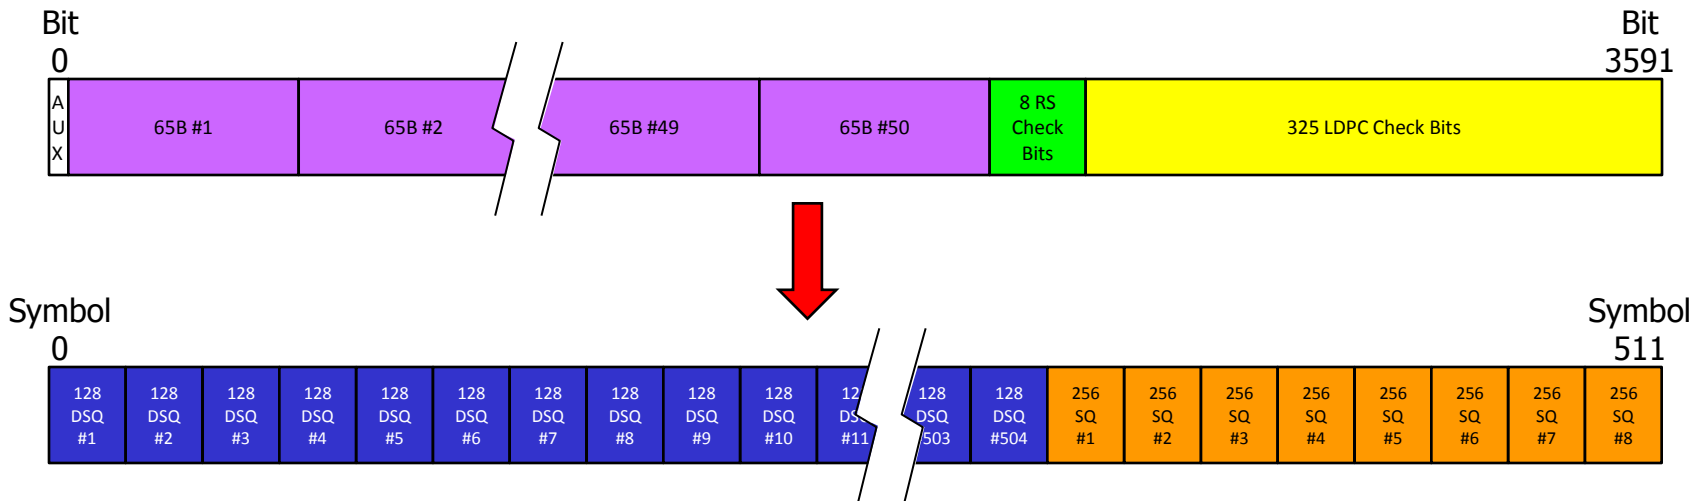 Bit
0
Bit
3591
A
U
X
65B #1
65B #2
65B #49
65B #50
8 RS
Check
Bits
325 LDPC Check Bits
Symbol
0
Symbol
511
128
DSQ
#1
128
DSQ
#2
128
DSQ
#3
128
DSQ
#4
128
DSQ
#5
128
DSQ
#6
128
DSQ
#7
128
DSQ
#8
128
DSQ
#9
128
DSQ
#10
#11
128
DSQ
503
128
DSQ
#504
256
SQ
#1
256
SQ
#2
256
SQ
#3
256
SQ
#4
256
SQ
#5
256
SQ
#6
256
SQ
#7
256
SQ
#8